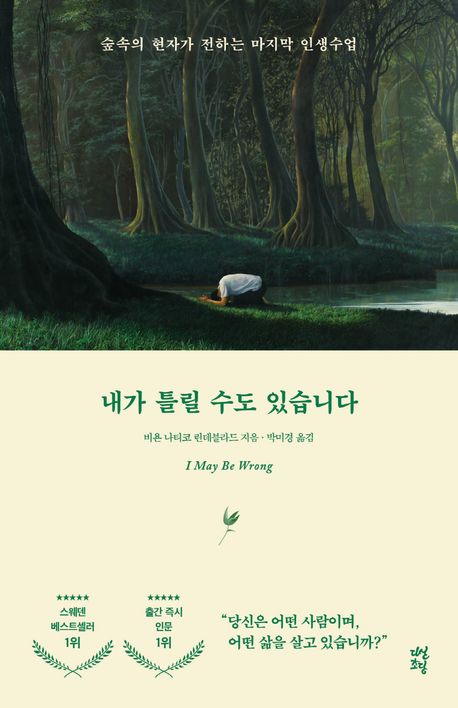 숲속의 현자가 전하는 마지막 인생수업
내가 틀릴 수도 있습니다
비욘 나티코 린데블라드 지음 · 박미경 옮김
I May Be Wrong
★★★★★
스웨덴
베스트셀러
1위
★★★★★
출간 즉시
인문
1위
“당신은 어떤 사람이며,
어떤 삶을 살고 있습니까?”
다산
초당